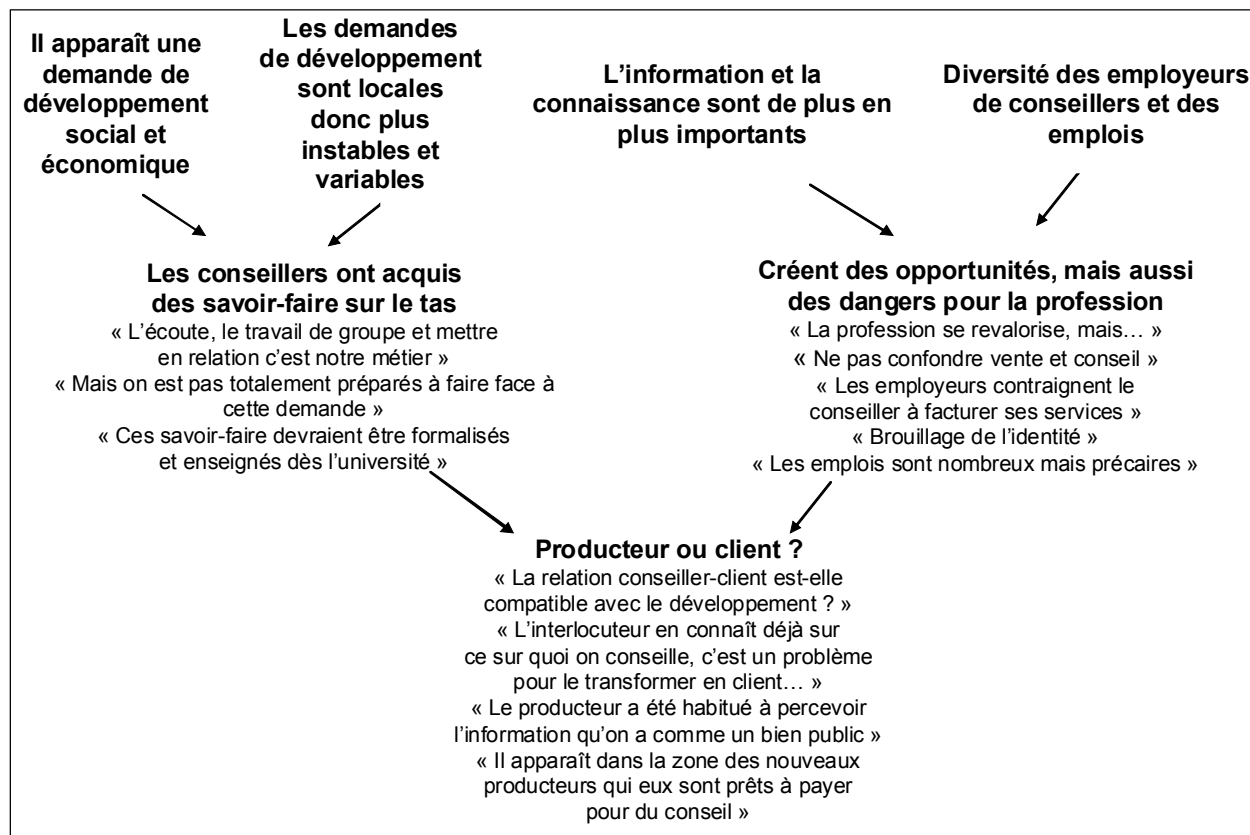 Il apparaît une
demande de
développement
social et
économique
Les demandes
de développement
sont locales
donc plus
instables et
variables
L'information et la
connaissance sont de plus en
plus importants
Diversité des employeurs
de conseillers et des
emplois
Les conseillers ont acquis
des savoir-faire sur le tas
« L'écoute, le travail de groupe et mettre
en relation c'est notre métier »
« Mais on est pas totalement préparés à faire face à
cette demande »
« Ces savoir-faire devraient être formalisés
et enseignés dès l'université »
Créent des opportunités, mais aussi
des dangers pour la profession
« La profession se revalorise, mais… »
« Ne pas confondre vente et conseil »
« Les employeurs contraignent le
conseiller à facturer ses services »
« Brouillage de l'identité »
« Les emplois sont nombreux mais précaires »
Producteur ou client ?
« La relation conseiller-client est-elle
compatible avec le développement ? »
« L'interlocuteur en connaît déjà sur
ce sur quoi on conseille, c'est un problème
pour le transformer en client… »
« Le producteur a été habitué à percevoir
l'information qu'on a comme un bien public »
« Il apparaît dans la zone des nouveaux
producteurs qui eux sont prêts à payer
pour du conseil »